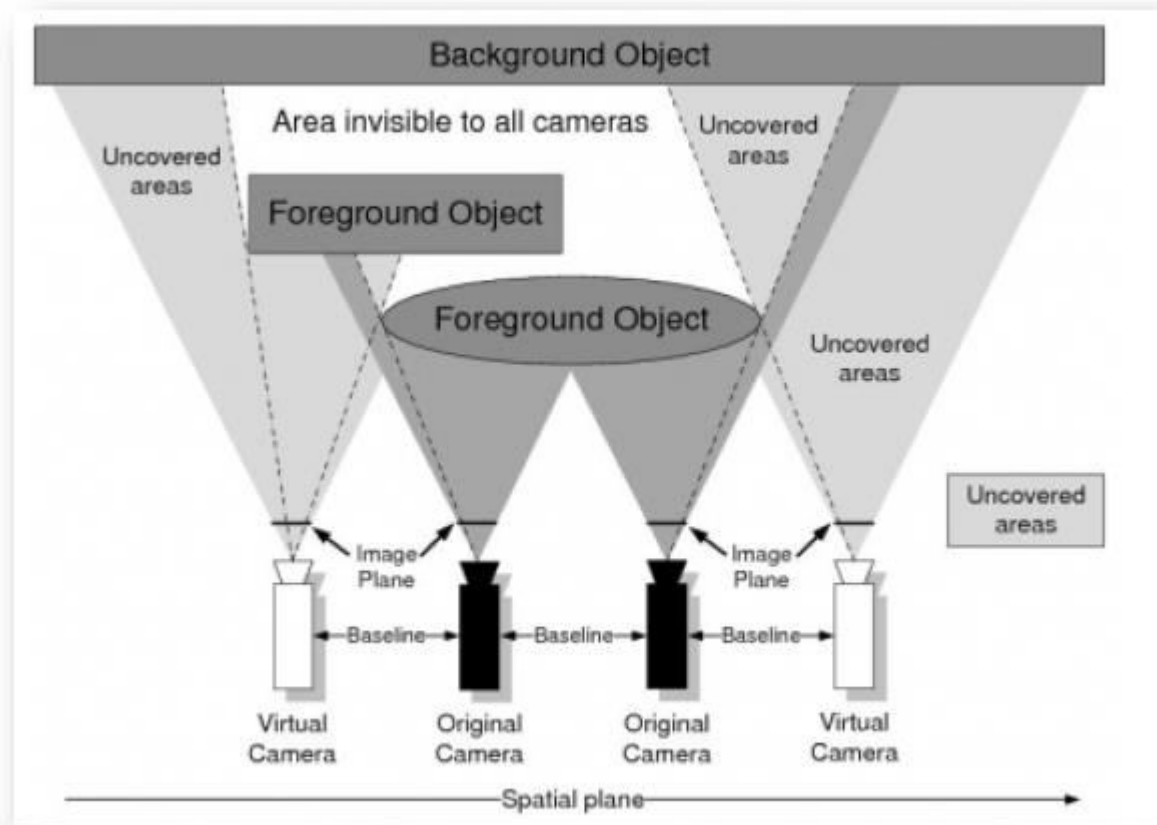 Background Object
Area invisible to all cameras
Uncovered
areas
Uncovered
areas
Foreground Object
Foreground Object
Uncovered
areas
Uncovered
areas
Image
Plane
Image
Plane
Baseline
Baseline
Baseline
Virtual
Camera
Original
Camera
Original
Camera
Virtual
Camera
Spatial plane